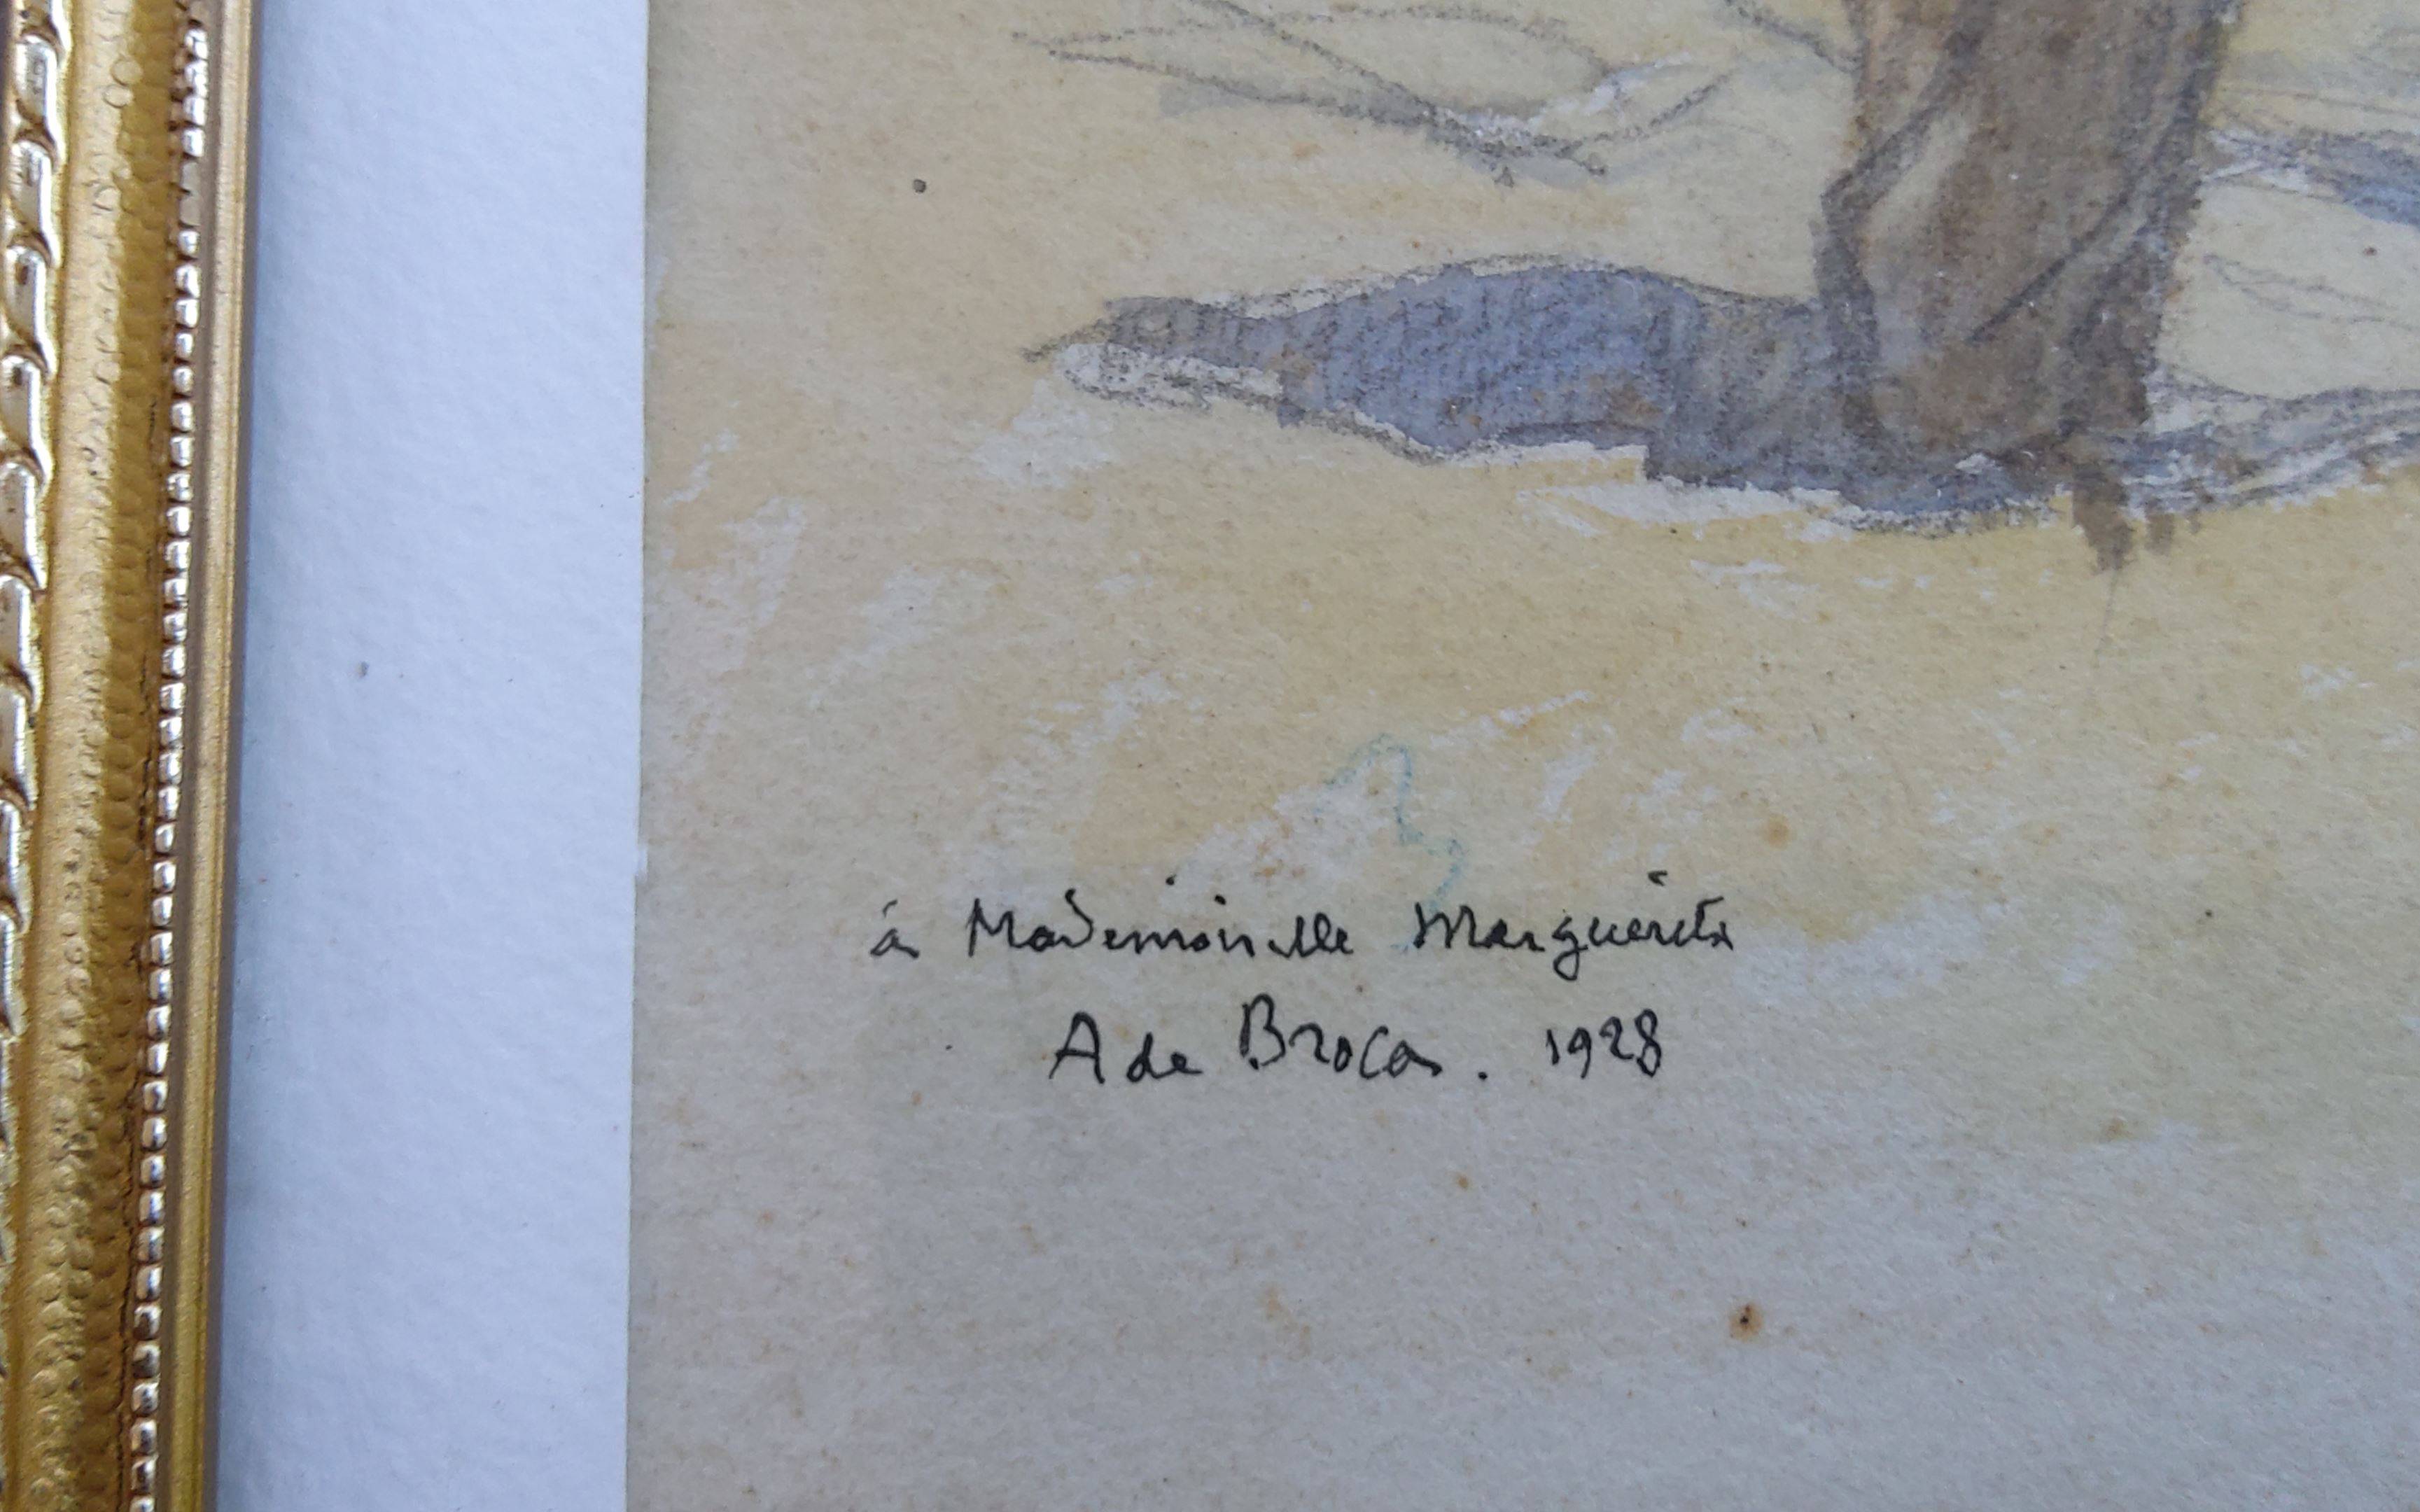 à Mademoiselle Marguerite
A de Broca. 1928